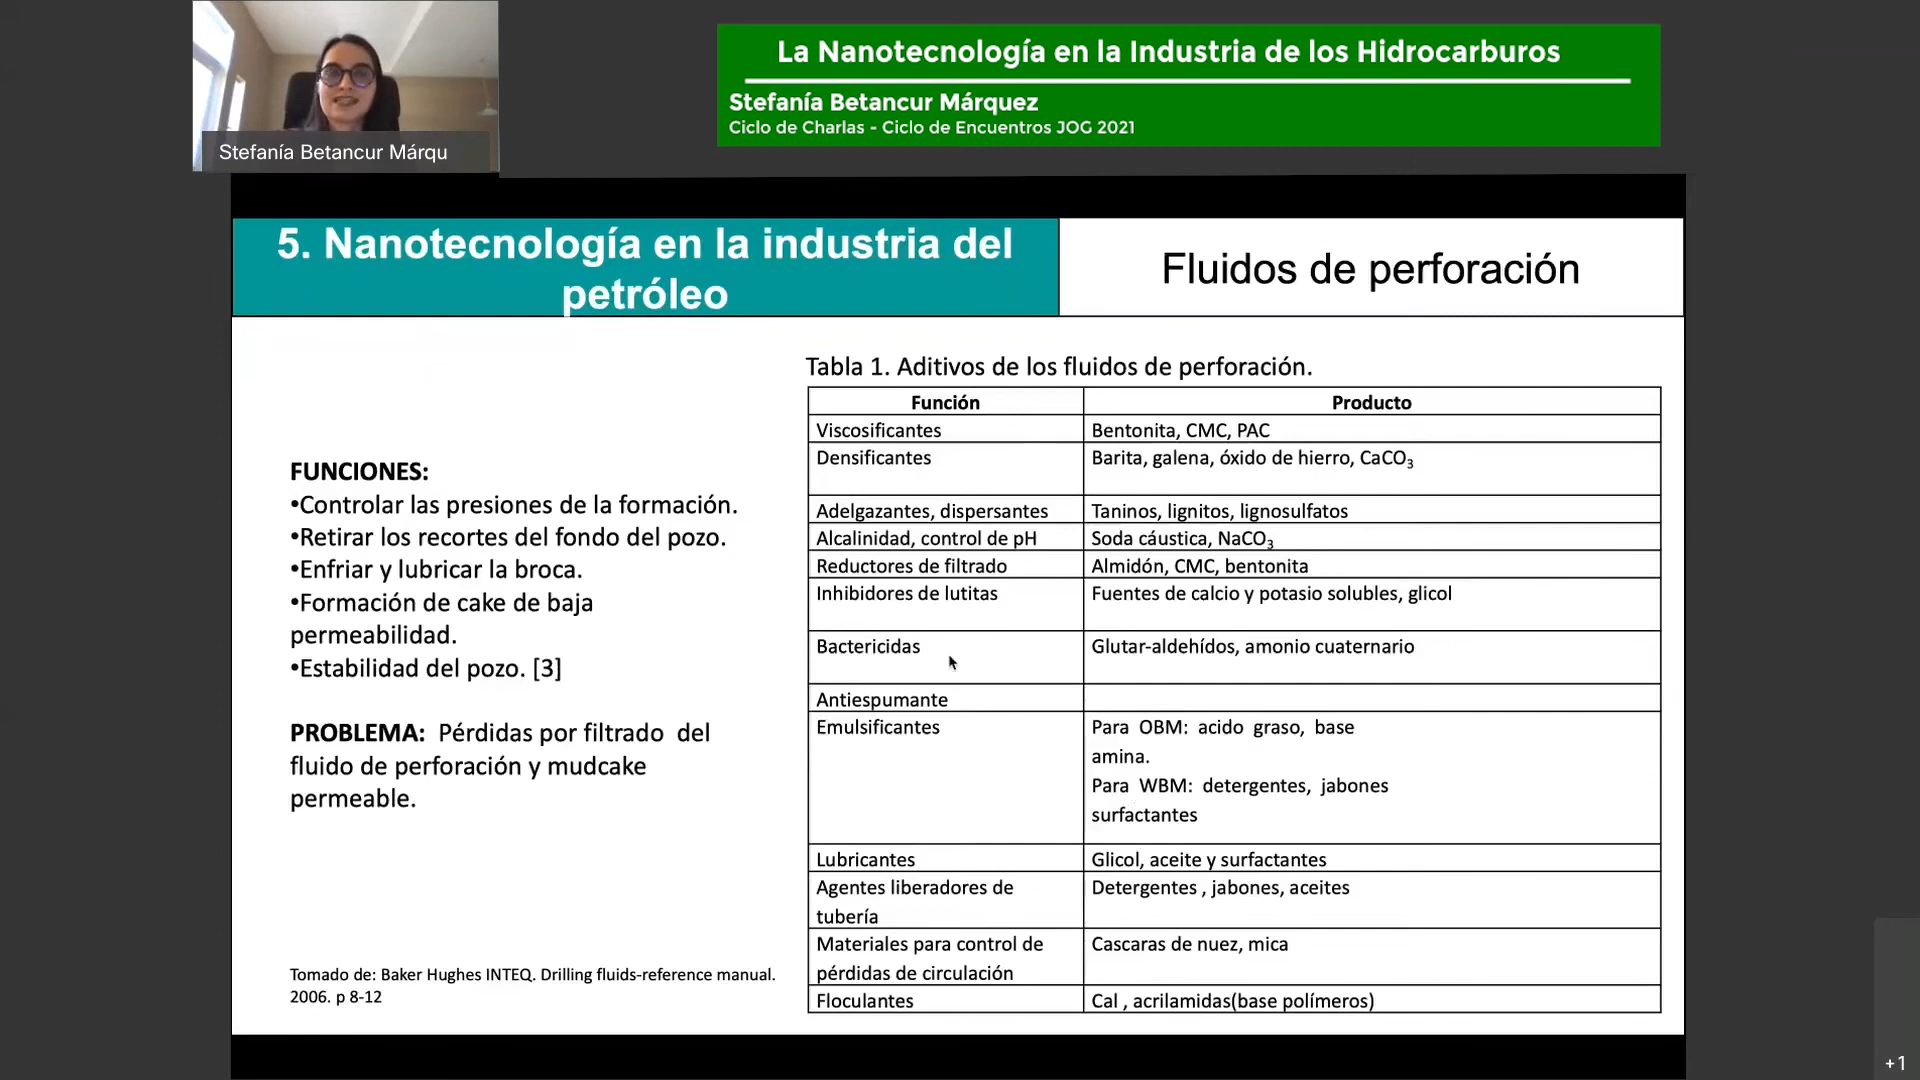 Stefanía Betancur Márqu
La Nanotecnología en la Industria de los Hidrocarburos
Stefanía Betancur Márquez
Ciclo de Charlas - Ciclo de Encuentros JOG 2021
5. Nanotecnología en la industria del
petróleo
Fluidos de perforación
FUNCIONES:
•Controlar las presiones de la formación.
•Retirar los recortes del fondo del pozo.
•Enfriar y lubricar la broca.
•Formación de cake de baja
permeabilidad.
•Estabilidad del pozo. [3]
PROBLEMA: Pérdidas por filtrado del
fluido de perforación y mudcake
permeable.
Tomado de: Baker Hughes INTEQ. Drilling fluids-reference manual.
2006. p 8-12
Tabla 1. Aditivos de los fluidos de perforación.
Función Producto
Viscosificantes Bentonita, CMC, PAC
Densificantes Barita, galena, óxido de hierro, CaCO₃
Adelgazantes, dispersantes Taninos, lignitos, lignosulfatos
Alcalinidad, control de pH Soda cáustica, NaCO₃
Reductores de filtrado Almidón, CMC, bentonita
Inhibidores de lutitas Fuentes de calcio y potasio solubles, glicol
Bactericidas Glutar-aldehídos, amonio cuaternario
Antiespumante
Emulsificantes Para OBM: acido graso, base
amina.
Para WBM: detergentes, jabones
surfactantes
Lubricantes Glicol, aceite y surfactantes
Agentes liberadores de Detergentes , jabones, aceites
tubería
Materiales para control de Cascaras de nuez, mica
pérdidas de circulación
Floculantes Cal , acrilamidas(base polímeros)
+1